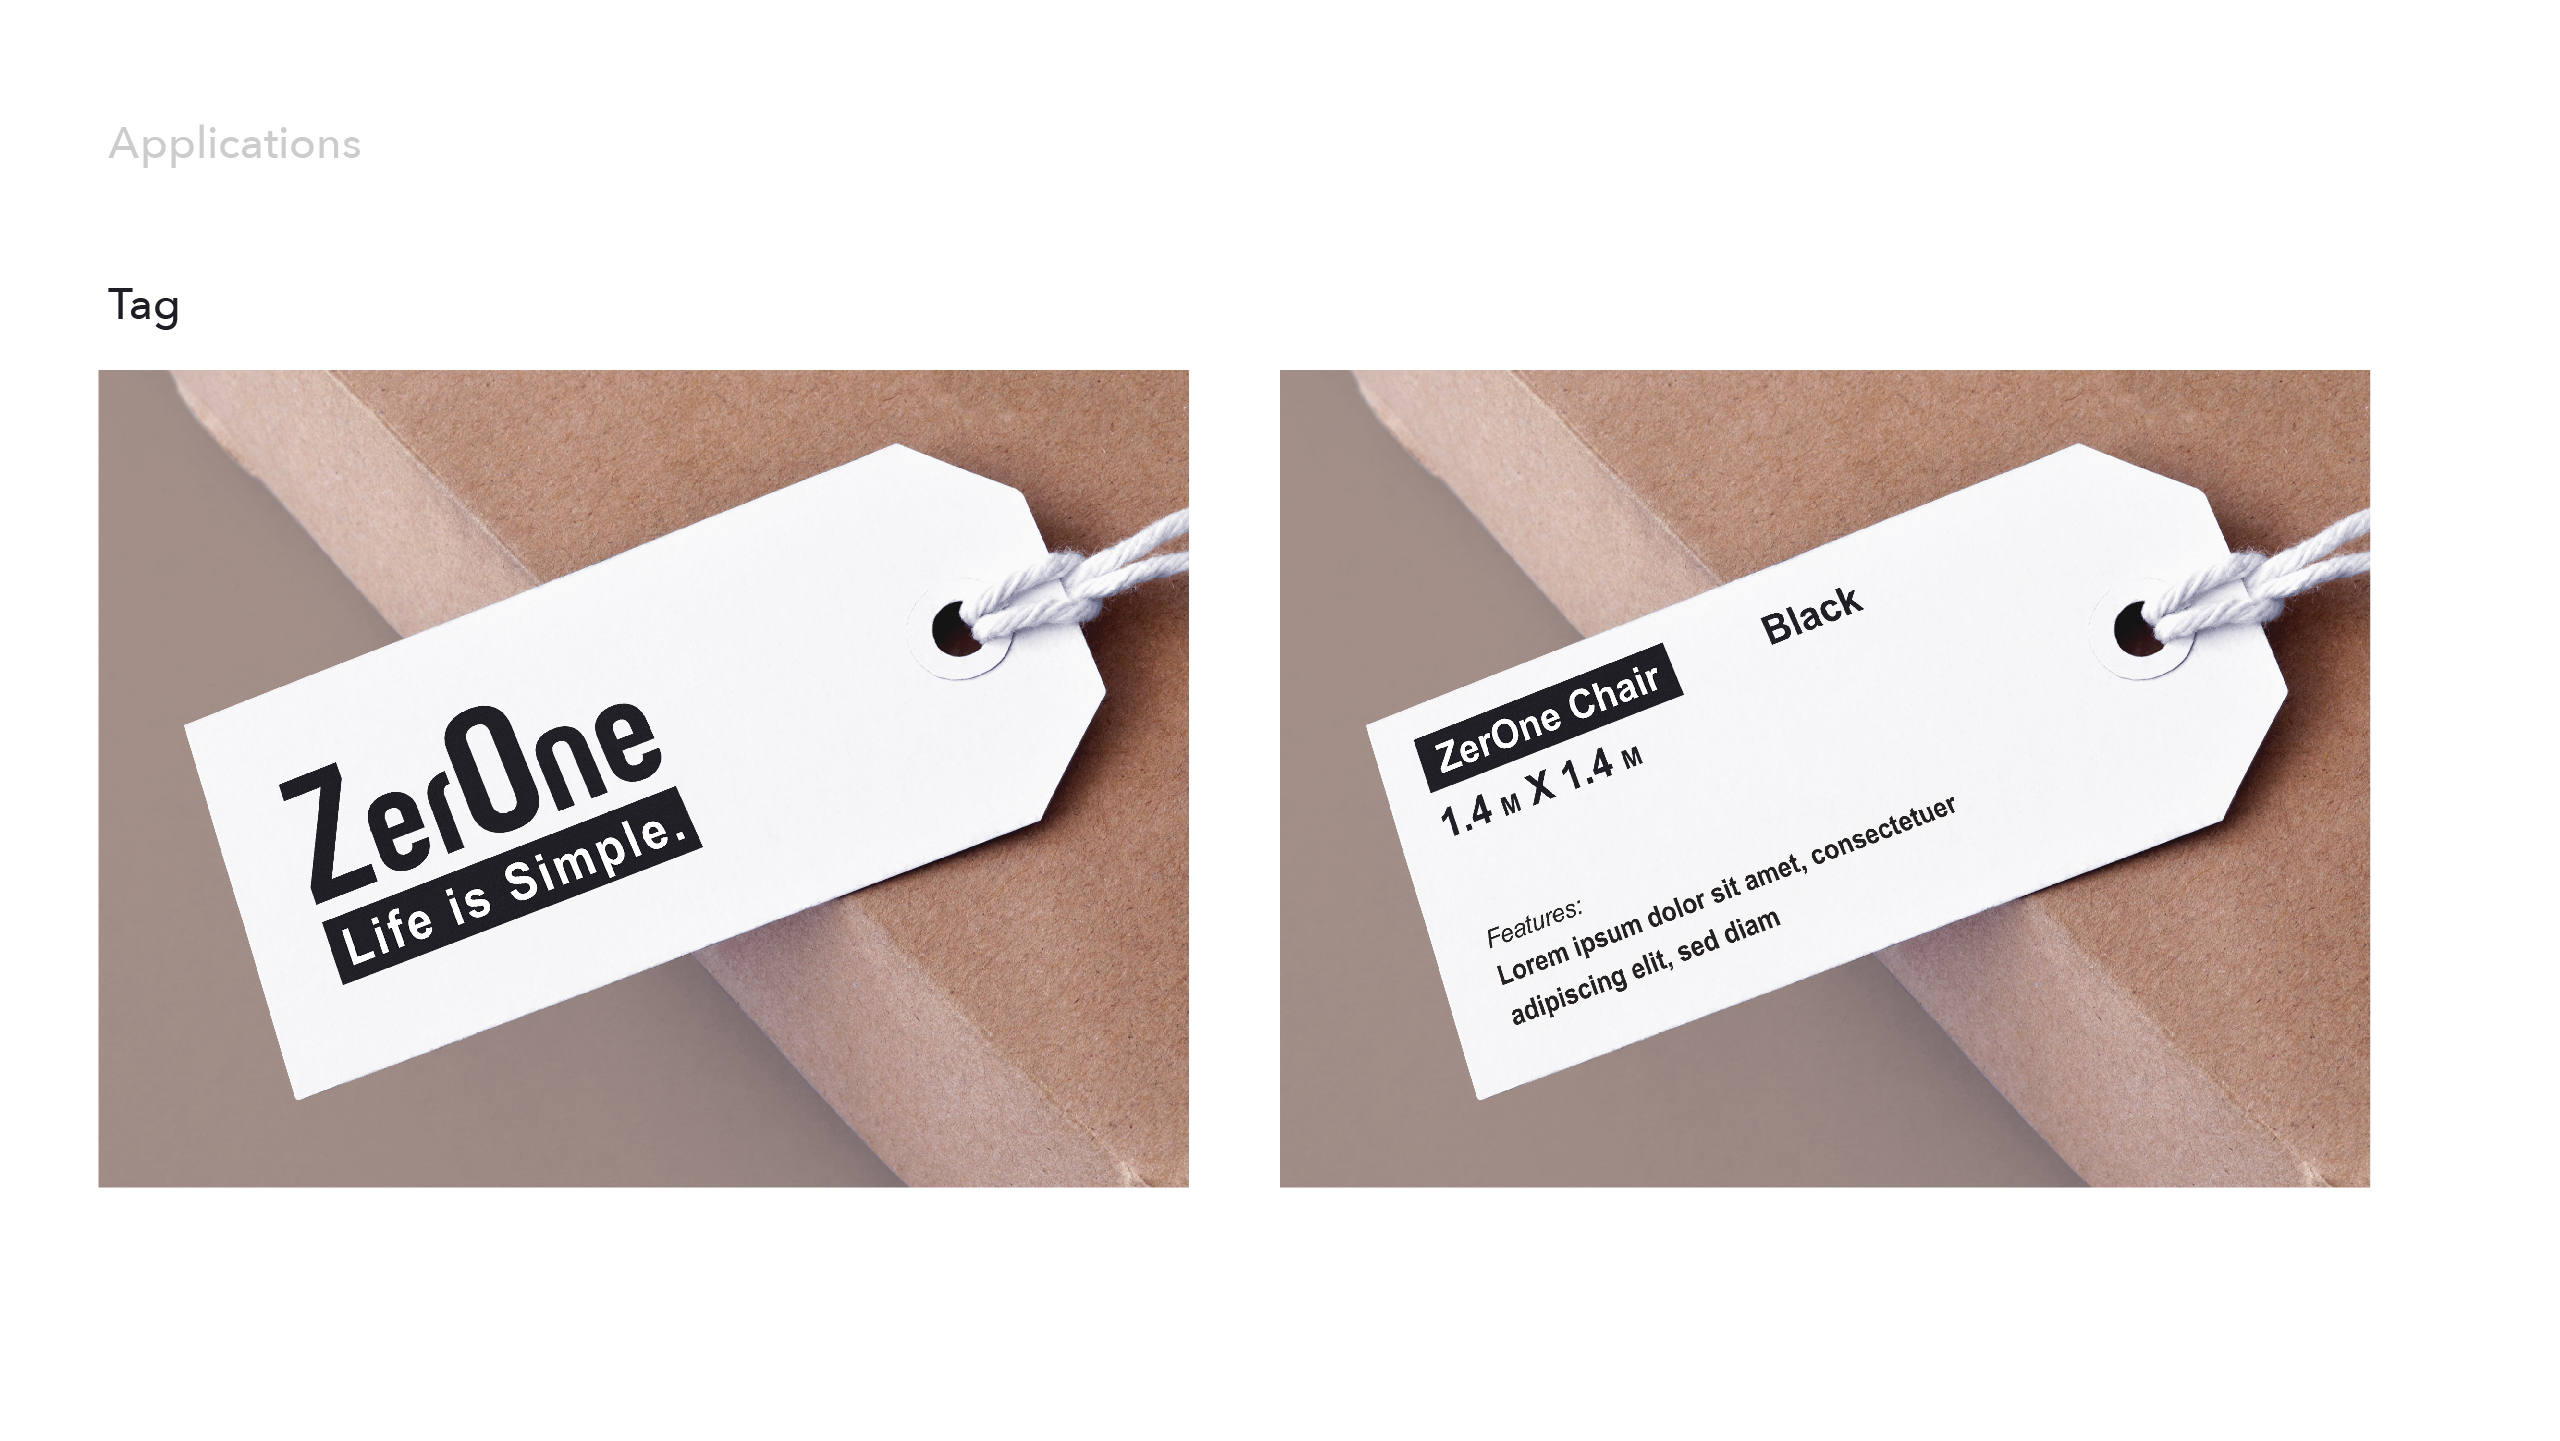 Applications
Tag
ZerOne
Life is Simple.
ZerOne Chair
Black
1.4 M X 1.4 M
Features:
Lorem ipsum dolor sit amet, consectetuer
adipiscing elit, sed diam